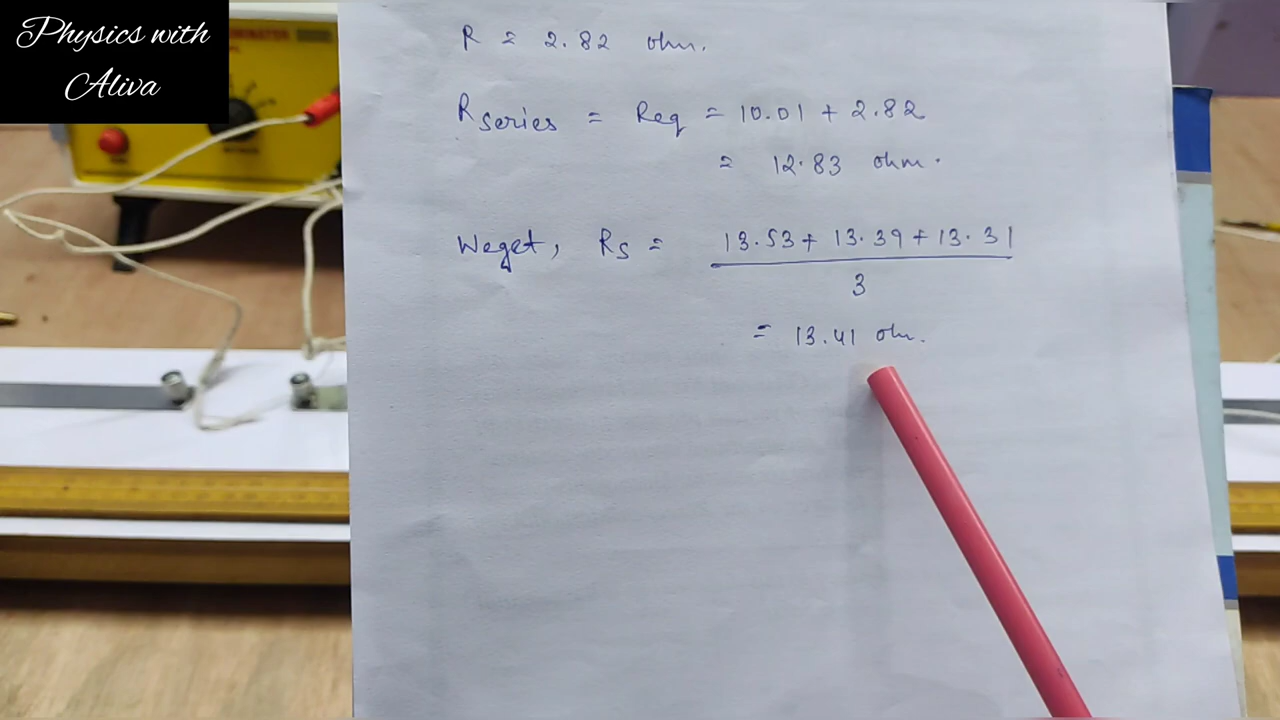 Physics with
Aliva
R = 2.82 ohm.
R series = Req = 10.01 + 2.82
= 12.83 ohm.
Weget, Rs = 13.53 + 13.39 + 13.31
3
= 13.41 ohm.